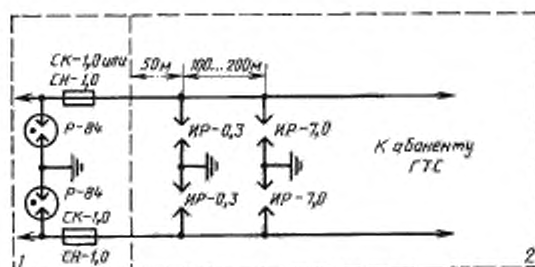 СК-1,0 или
СН-1,0
50м
100...200м
Р-84
ИР-0,3
ИР-7,0
К абоненту
ГТС
Р-84
ИР-0,3
ИР-7,0
СК-1,0
СН-1,0
1
2